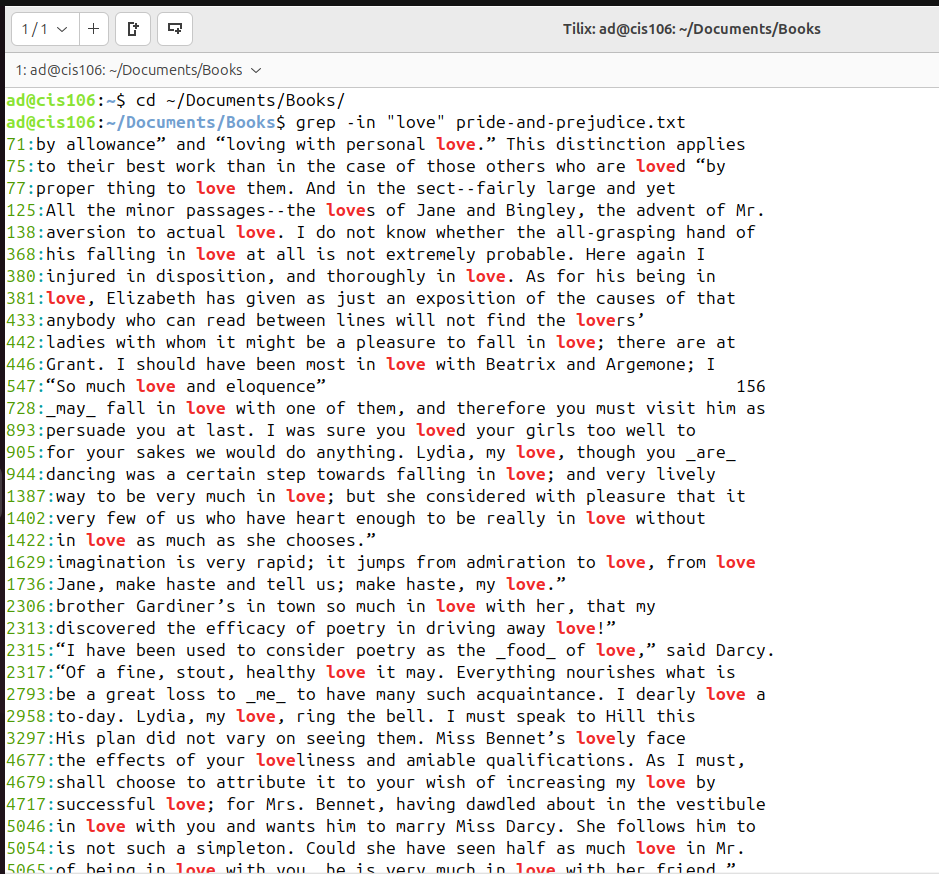 1 / 1
Tilix: ad@cis106: ~/Documents/Books
1: ad@cis106: ~/Documents/Books
ad@cis106:~$ cd ~/Documents/Books/
ad@cis106:~/Documents/Books$ grep -in "love" pride-and-prejudice.txt
71:by allowance” and “loving with personal love.” This distinction applies
75:to their best work than in the case of those others who are loved “by
77:proper thing to love them. And in the sect--fairly large and yet
125:All the minor passages--the loves of Jane and Bingley, the advent of Mr.
138:aversion to actual love. I do not know whether the all-grasping hand of
368:his falling in love at all is not extremely probable. Here again I
380:injured in disposition, and thoroughly in love. As for his being in
381:love, Elizabeth has given as just an exposition of the causes of that
433:anybody who can read between lines will not find the lovers’
442:ladies with whom it might be a pleasure to fall in love; there are at
446:Grant. I should have been most in love with Beatrix and Argemone; I
547:“So much love and eloquence” 156
728:_may_ fall in love with one of them, and therefore you must visit him as
893:persuade you at last. I was sure you loved your girls too well to
905:for your sakes we would do anything. Lydia, my love, though you _are_
944:dancing was a certain step towards falling in love; and very lively
1387:way to be very much in love; but she considered with pleasure that it
1402:very few of us who have heart enough to be really in love without
1422:in love as much as she chooses.”
1629:imagination is very rapid; it jumps from admiration to love, from love
1736:Jane, make haste and tell us; make haste, my love.”
2306:brother Gardiner’s in town so much in love with her, that my
2313:discovered the efficacy of poetry in driving away love!”
2315:“I have been used to consider poetry as the _food_ of love,” said Darcy.
2317:“Of a fine, stout, healthy love it may. Everything nourishes what is
2793:be a great loss to _me_ to have many such acquaintance. I dearly love a
2958:to-day. Lydia, my love, ring the bell. I must speak to Hill this
3297:His plan did not vary on seeing them. Miss Bennet’s lovely face
4677:the effects of your loveliness and amiable qualifications. As I must,
4679:shall choose to attribute it to your wish of increasing my love by
4717:successful love; for Mrs. Bennet, having dawdled about in the vestibule
5046:in love with you and wants him to marry Miss Darcy. She follows him to
5054:is not such a simpleton. Could she have seen half as much love in Mr.
5065:of being in love with you, he is very much in love with her friend.”